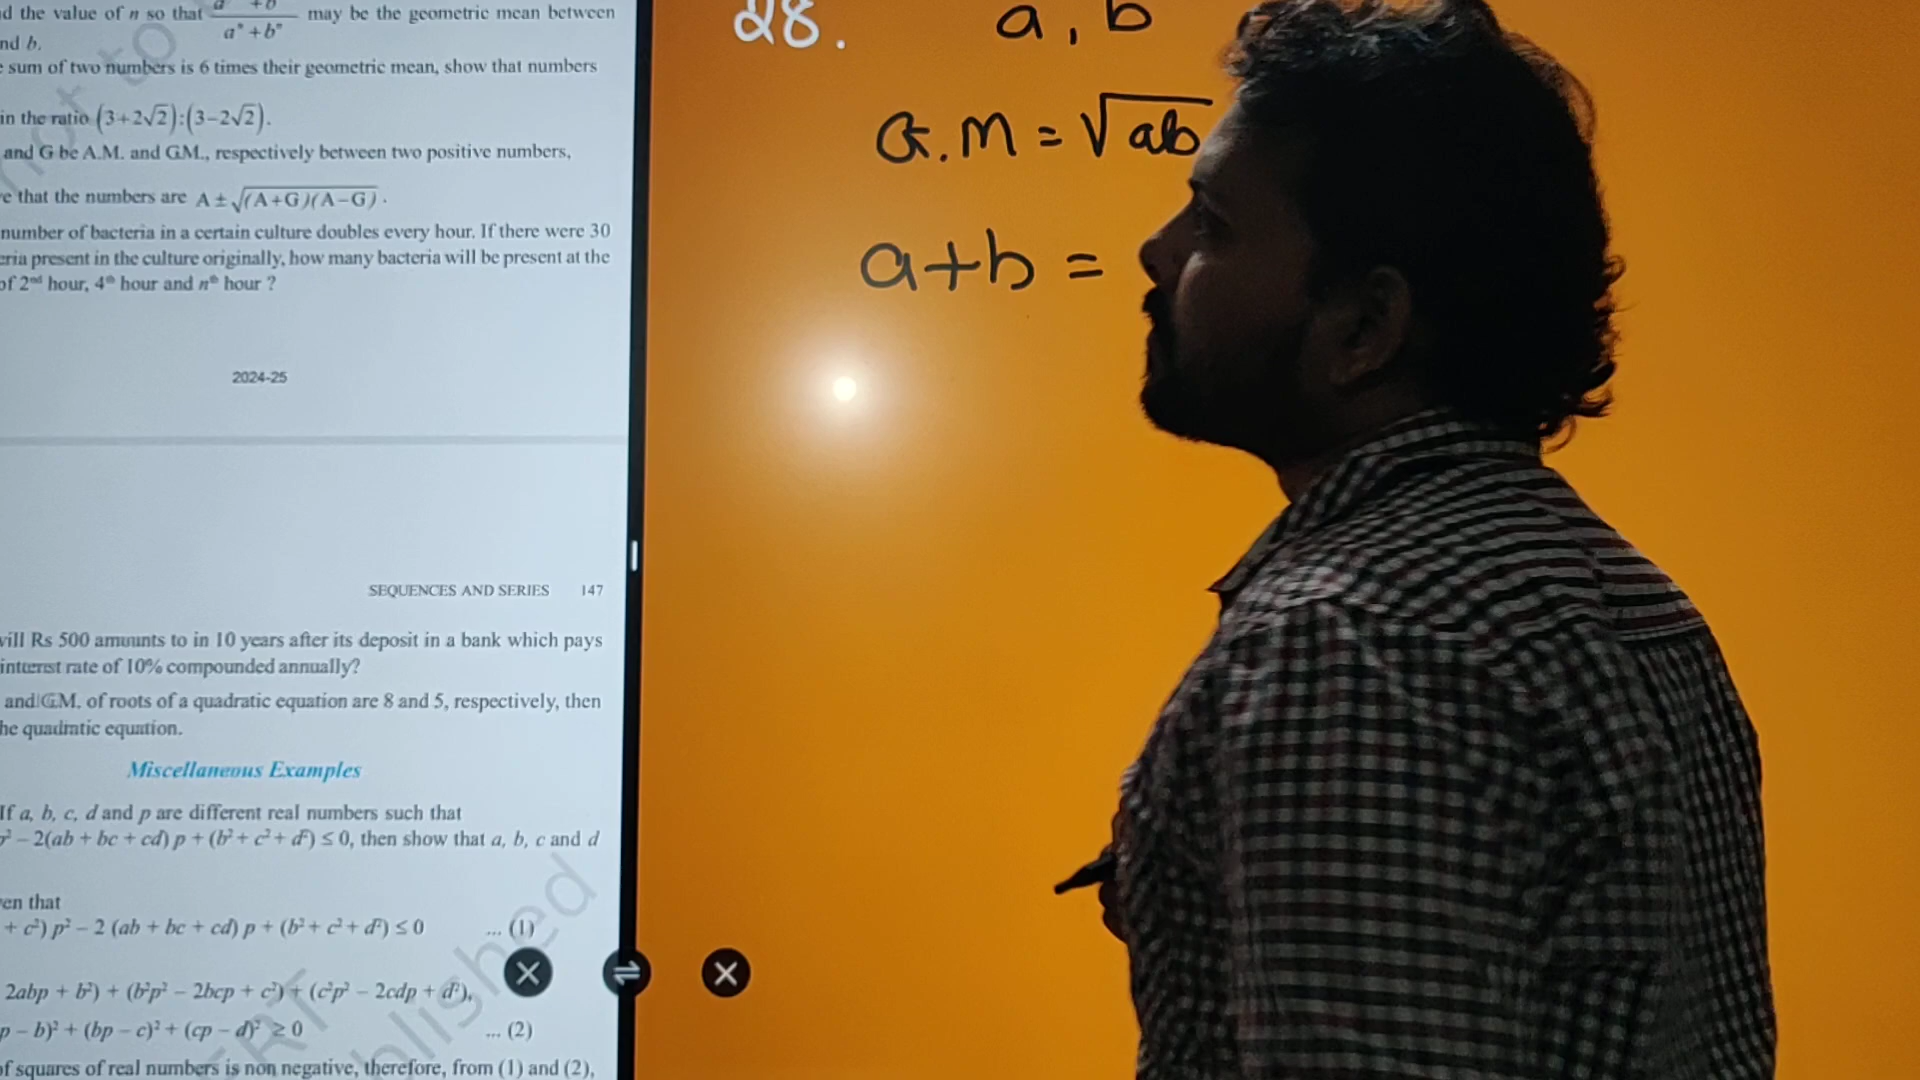 the value of n so that may be the geometric mean between
aⁿ + bⁿ
b.
sum of two numbers is 6 times their geometric mean, show that numbers
in the ratio (3+2√2):(3−2√2).
and G be A.M. and G.M., respectively between two positive numbers,
that the numbers are A ± √(A+G)(A−G).
number of bacteria in a certain culture doubles every hour. If there were 30
present in the culture originally, how many bacteria will be present at the
of 2nd hour, 4th hour and nth hour ?
2024-25
SEQUENCES AND SERIES 147
will Rs 500 amounts to in 10 years after its deposit in a bank which pays
interest rate of 10% compounded annually?
and G.M. of roots of a quadratic equation are 8 and 5, respectively, then
quadratic equation.
Miscellaneous Examples
If a, b, c, d and p are different real numbers such that
− 2(ab + bc + cd) p + (b² + c² + d²) ≤ 0, then show that a, b, c and d
that
+ c²) p² − 2 (ab + bc + cd) p + (b² + c² + d²) ≤ 0 ... (1)
2abp + b²) + (b²p² − 2bcp + c²) + (c²p² − 2cdp + d²),
p − b)² + (bp − c)² + (cp − d)² ≥ 0 ... (2)
of squares of real numbers is non negative, therefore, from (1) and (2),
not to
28. a, b
G.M = √ab
a+b =